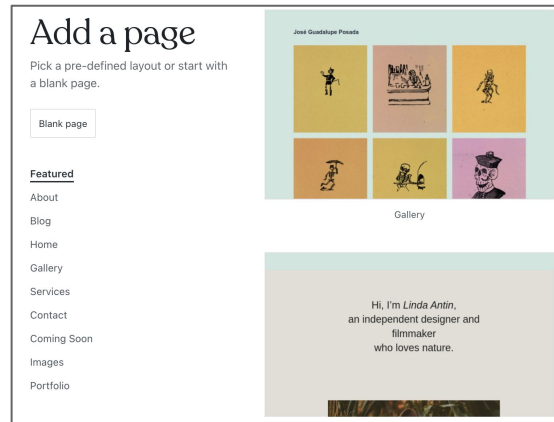 Add a page
Pick a pre-defined layout or start with
a blank page.
Blank page
Featured
About
Blog
Home
Gallery
Services
Contact
Coming Soon
Images
Portfolio
José Guadalupe Posada
Gallery
Hi, I'm Linda Antin,
an independent designer and
filmmaker
who loves nature.